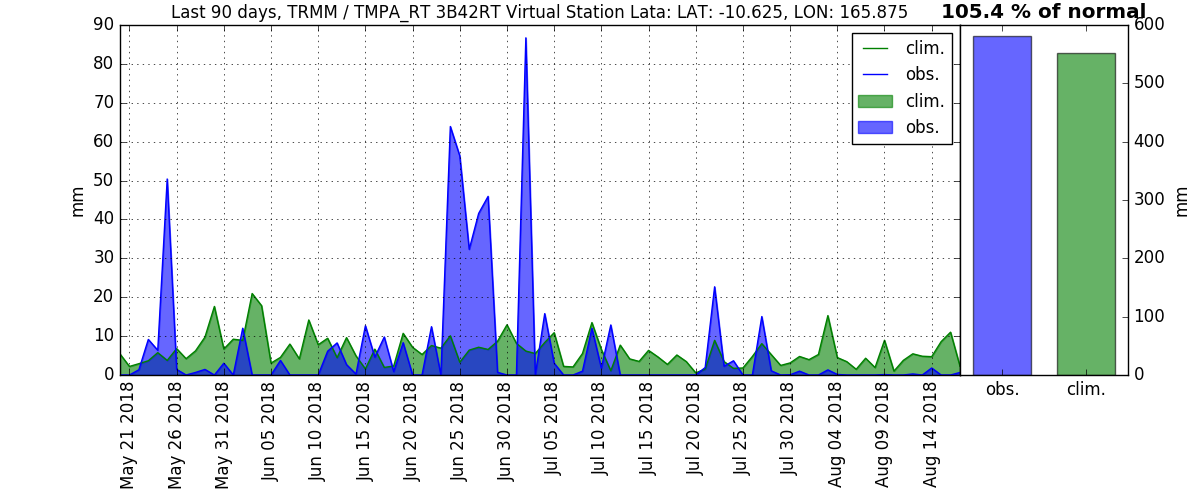 Last 90 days, TRMM / TMPA_RT 3B42RT Virtual Station Lata: LAT: -10.625, LON: 165.875
105.4 % of normal
mm
90
80
70
60
50
40
30
20
10
0
clim.
obs.
clim.
obs.
May 21 2018
May 26 2018
May 31 2018
Jun 05 2018
Jun 10 2018
Jun 15 2018
Jun 20 2018
Jun 25 2018
Jun 30 2018
Jul 05 2018
Jul 10 2018
Jul 15 2018
Jul 20 2018
Jul 25 2018
Jul 30 2018
Aug 04 2018
Aug 09 2018
Aug 14 2018
600
500
400
300
200
100
0
mm
obs.
clim.